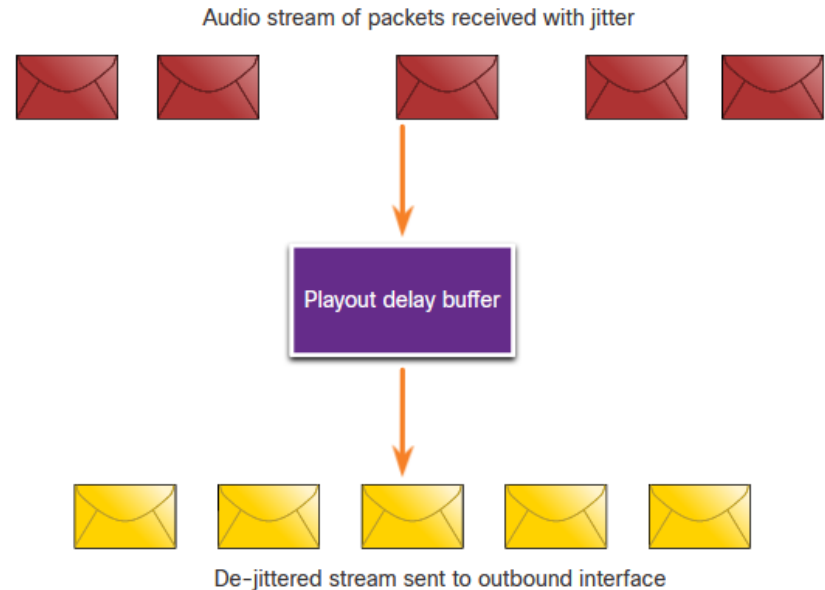 Audio stream of packets received with jitter
Playout delay buffer
De-jittered stream sent to outbound interface